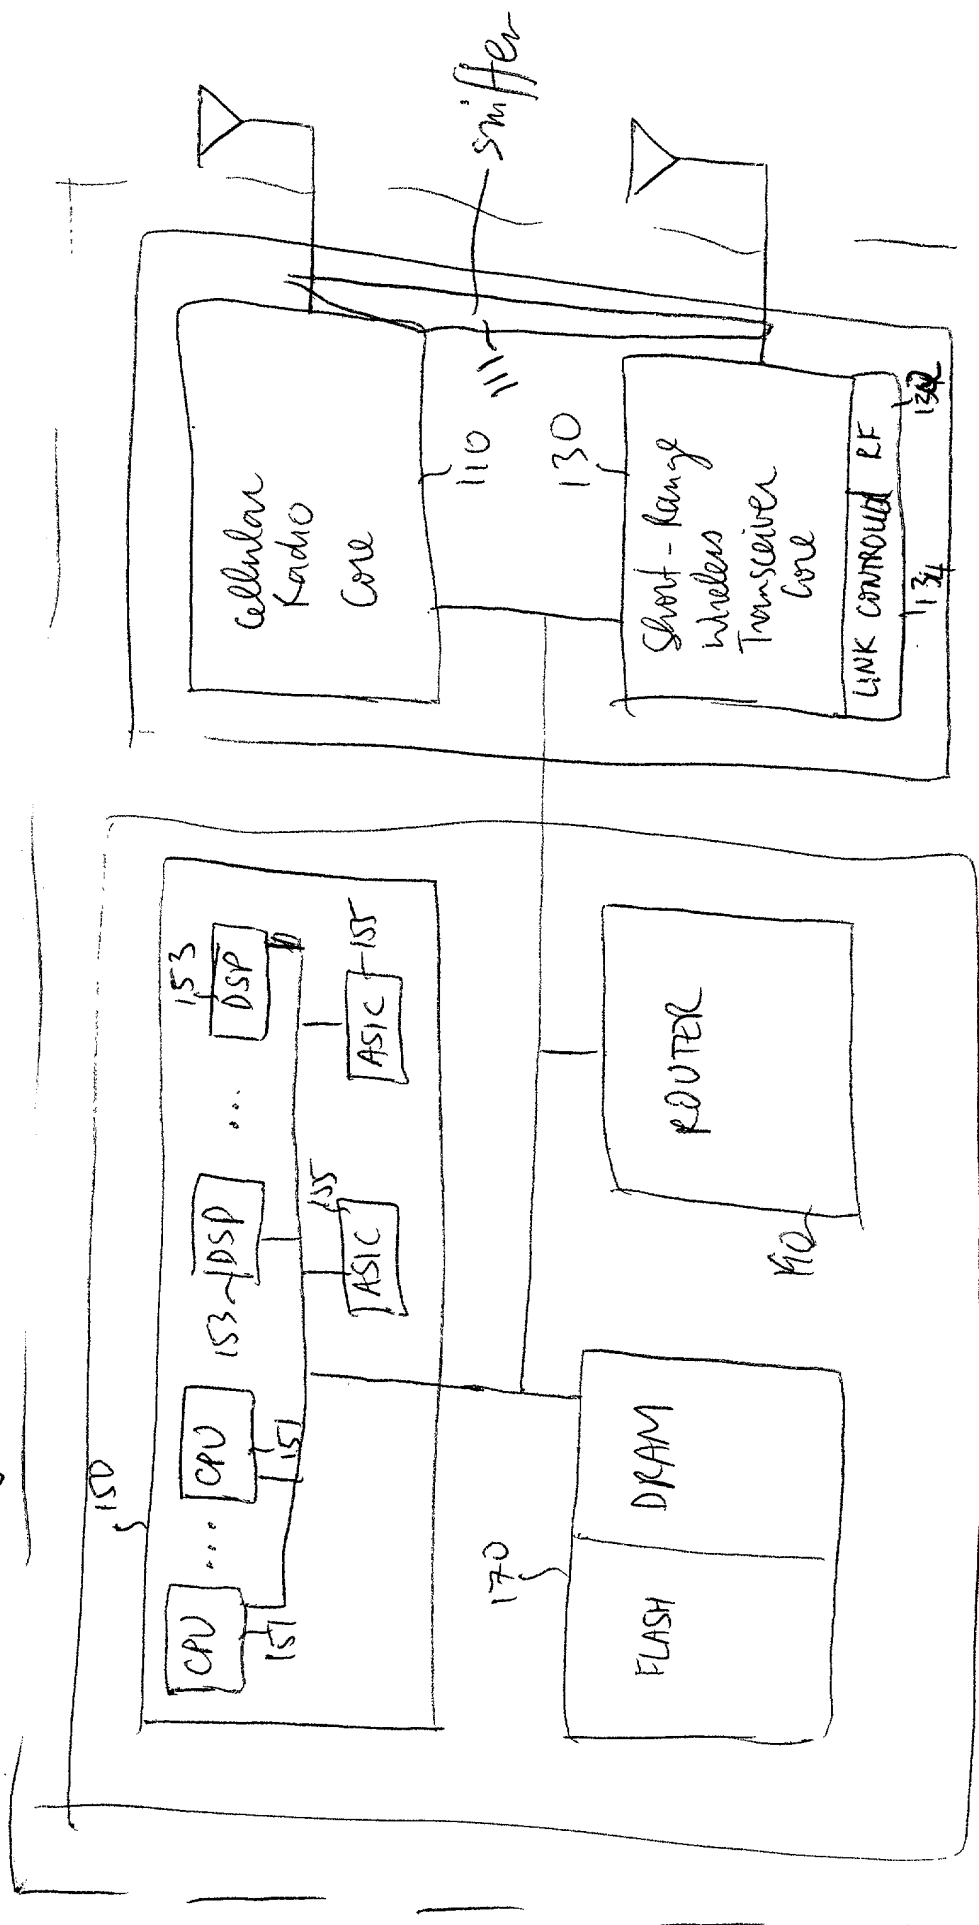 150
CPU
151
...
CPU
151
153
DSP
...
153
DSP
155
ASIC
155
ASIC
170
FLASH
DRAM
ROUTER
Cellular
Radio
Core
110
111
sniffer
130
Short-Range
Wireless
Transceiver
Core
LINK CONTROLLER
RF
134
132